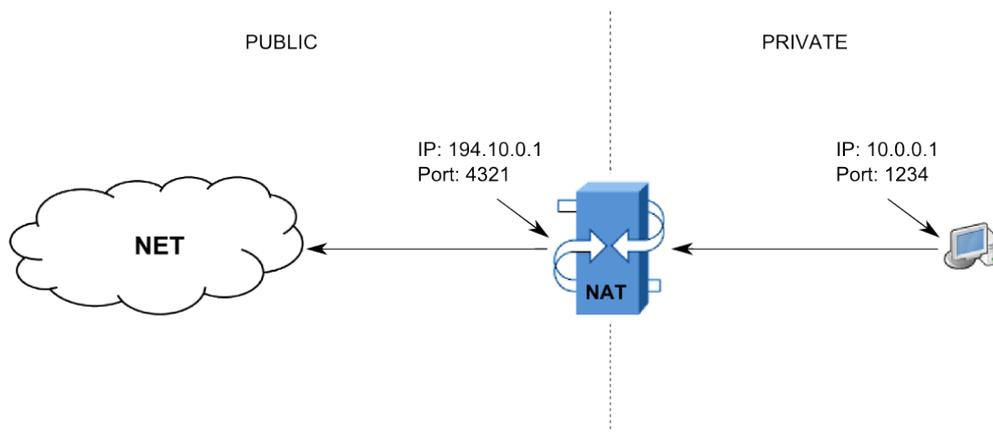 PUBLIC
PRIVATE
IP: 194.10.0.1
Port: 4321
IP: 10.0.0.1
Port: 1234
NET
NAT